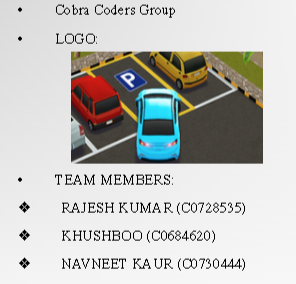 • Cobra Coders Group
• LOGO:
P
• TEAM MEMBERS:
❖ RAJESH KUMAR (C0728535)
❖ KHUSHBOO (C0684620)
❖ NAVNEET KAUR (C0730444)